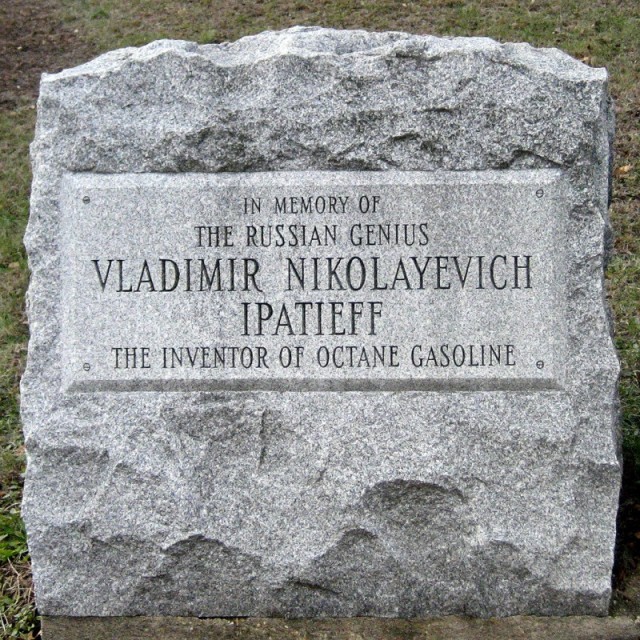 IN MEMORY OF
THE RUSSIAN GENIUS
VLADIMIR NIKOLAYEVICH
IPATIEFF
THE INVENTOR OF OCTANE GASOLINE